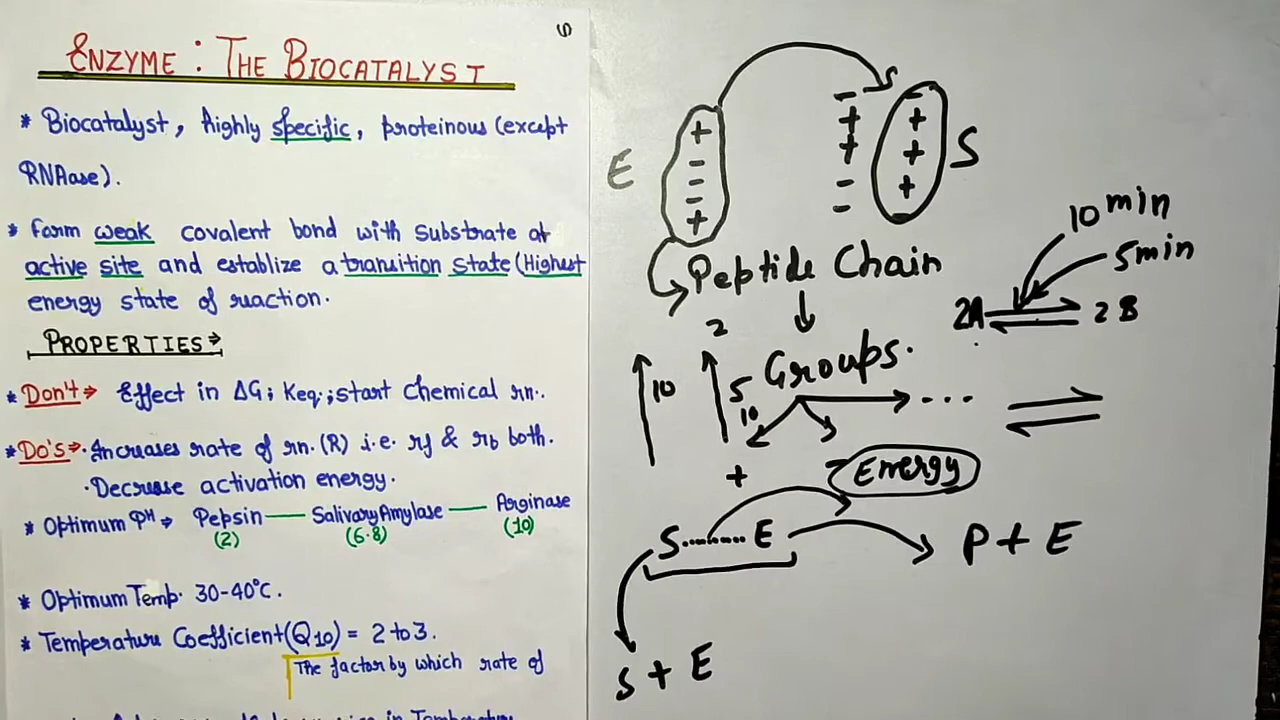 6
ENZYME : THE BIOCATALYST
* Biocatalyst, highly specific, proteinous (except
RNAase).
* Form weak covalent bond with substrate at
active site and establize a transition state (Highest
energy state of reaction.
PROPERTIES→
* Don't → Effect in ΔG; Keq.; start chemical rn.
* Do's → · Increases rate of rn. (R) i.e. rf & rb both.
· Decrease activation energy.
* Optimum PH → Pepsin — Salivary Amylase — Arginase
(2) (6.8) (10)
* Optimum Temp. 30-40°C.
* Temperature Coefficient (Q10) = 2 to 3.
The factor by which rate of
in Temperature
S
E + - - - + - + + - - - + + + S
Peptide Chain
10 min
5 min
2A ⇌ 2B
2
Groups.
10 5 10 ...
+
Energy
S........E → P + E
S + E